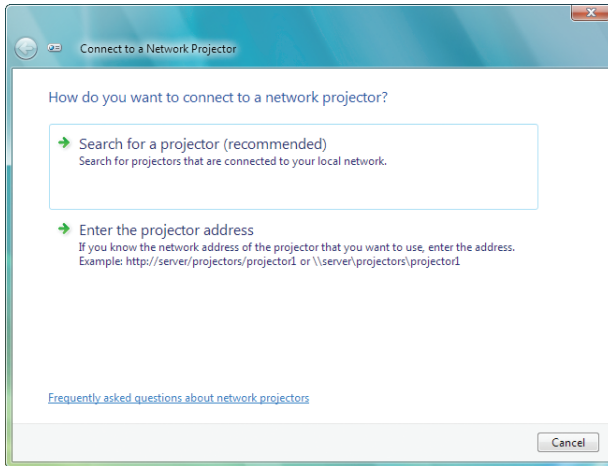 Connect to a Network Projector
How do you want to connect to a network projector?
Search for a projector (recommended)
Search for projectors that are connected to your local network.
Enter the projector address
If you know the network address of the projector that you want to use, enter the address.
Example: http://server/projectors/projector1 or \\server\projectors\projector1
Frequently asked questions about network projectors
Cancel